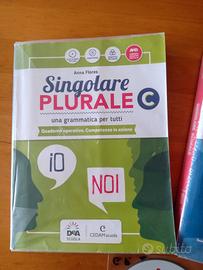 Anna Flores
Singolare
PLURALE C
una grammatica per tutti
Quaderno operativo. Competenze in azione
iO
NOI
DeA
SCUOLA
CEDAM scuola
subito